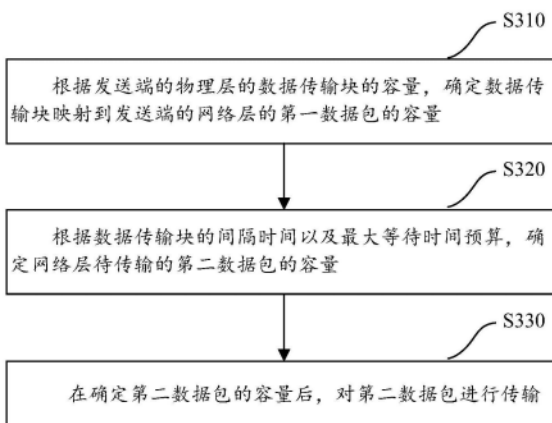 S310
根据发送端的物理层的数据传输块的容量，确定数据传
输块映射到发送端的网络层的第一数据包的容量
S320
根据数据传输块的间隔时间以及最大等待时间预算，确
定网络层待传输的第二数据包的容量
S330
在确定第二数据包的容量后，对第二数据包进行传输